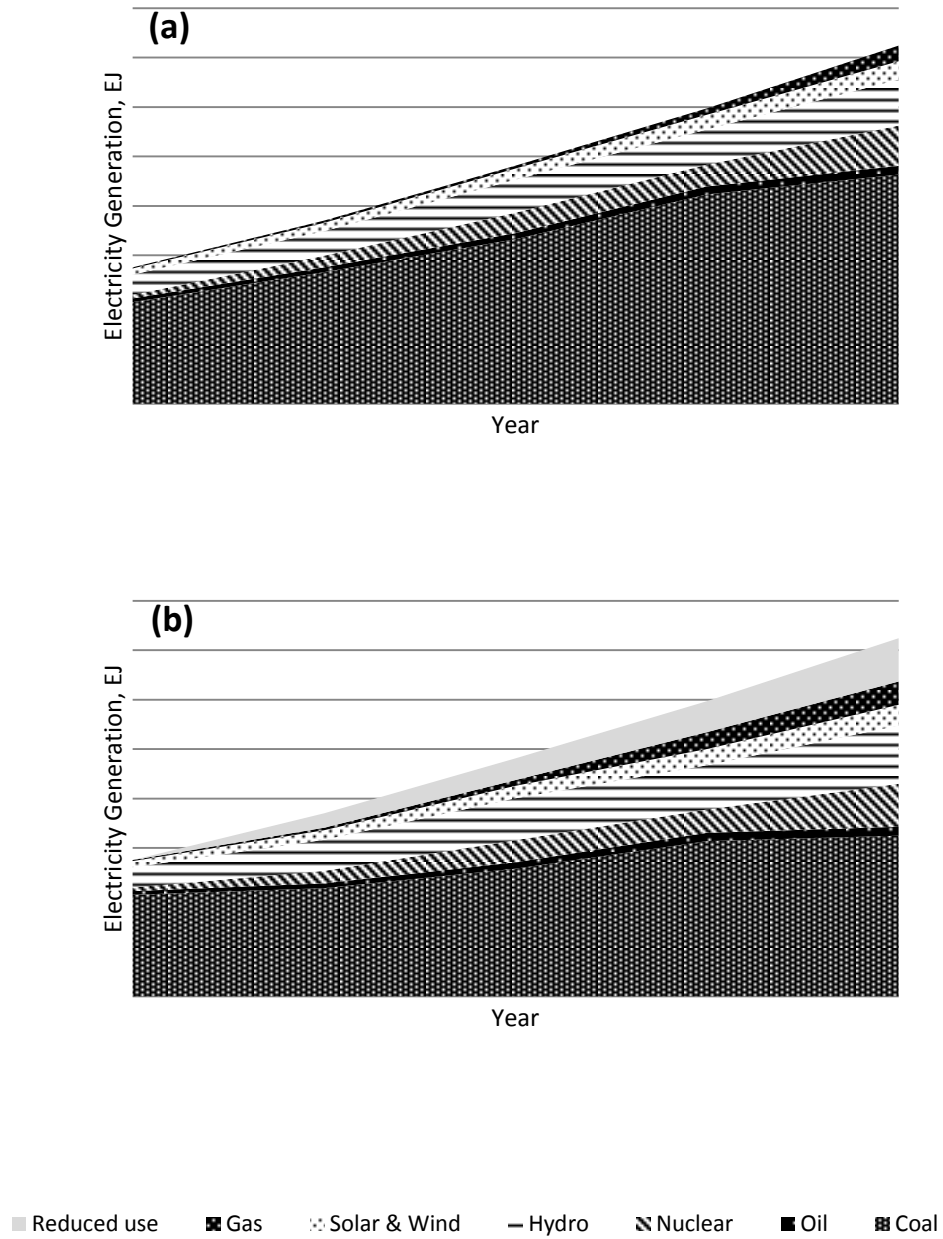 (a)
Electricity Generation, EJ
Year
(b)
Electricity Generation, EJ
Year
Reduced use Gas Solar & Wind Hydro Nuclear Oil Coal